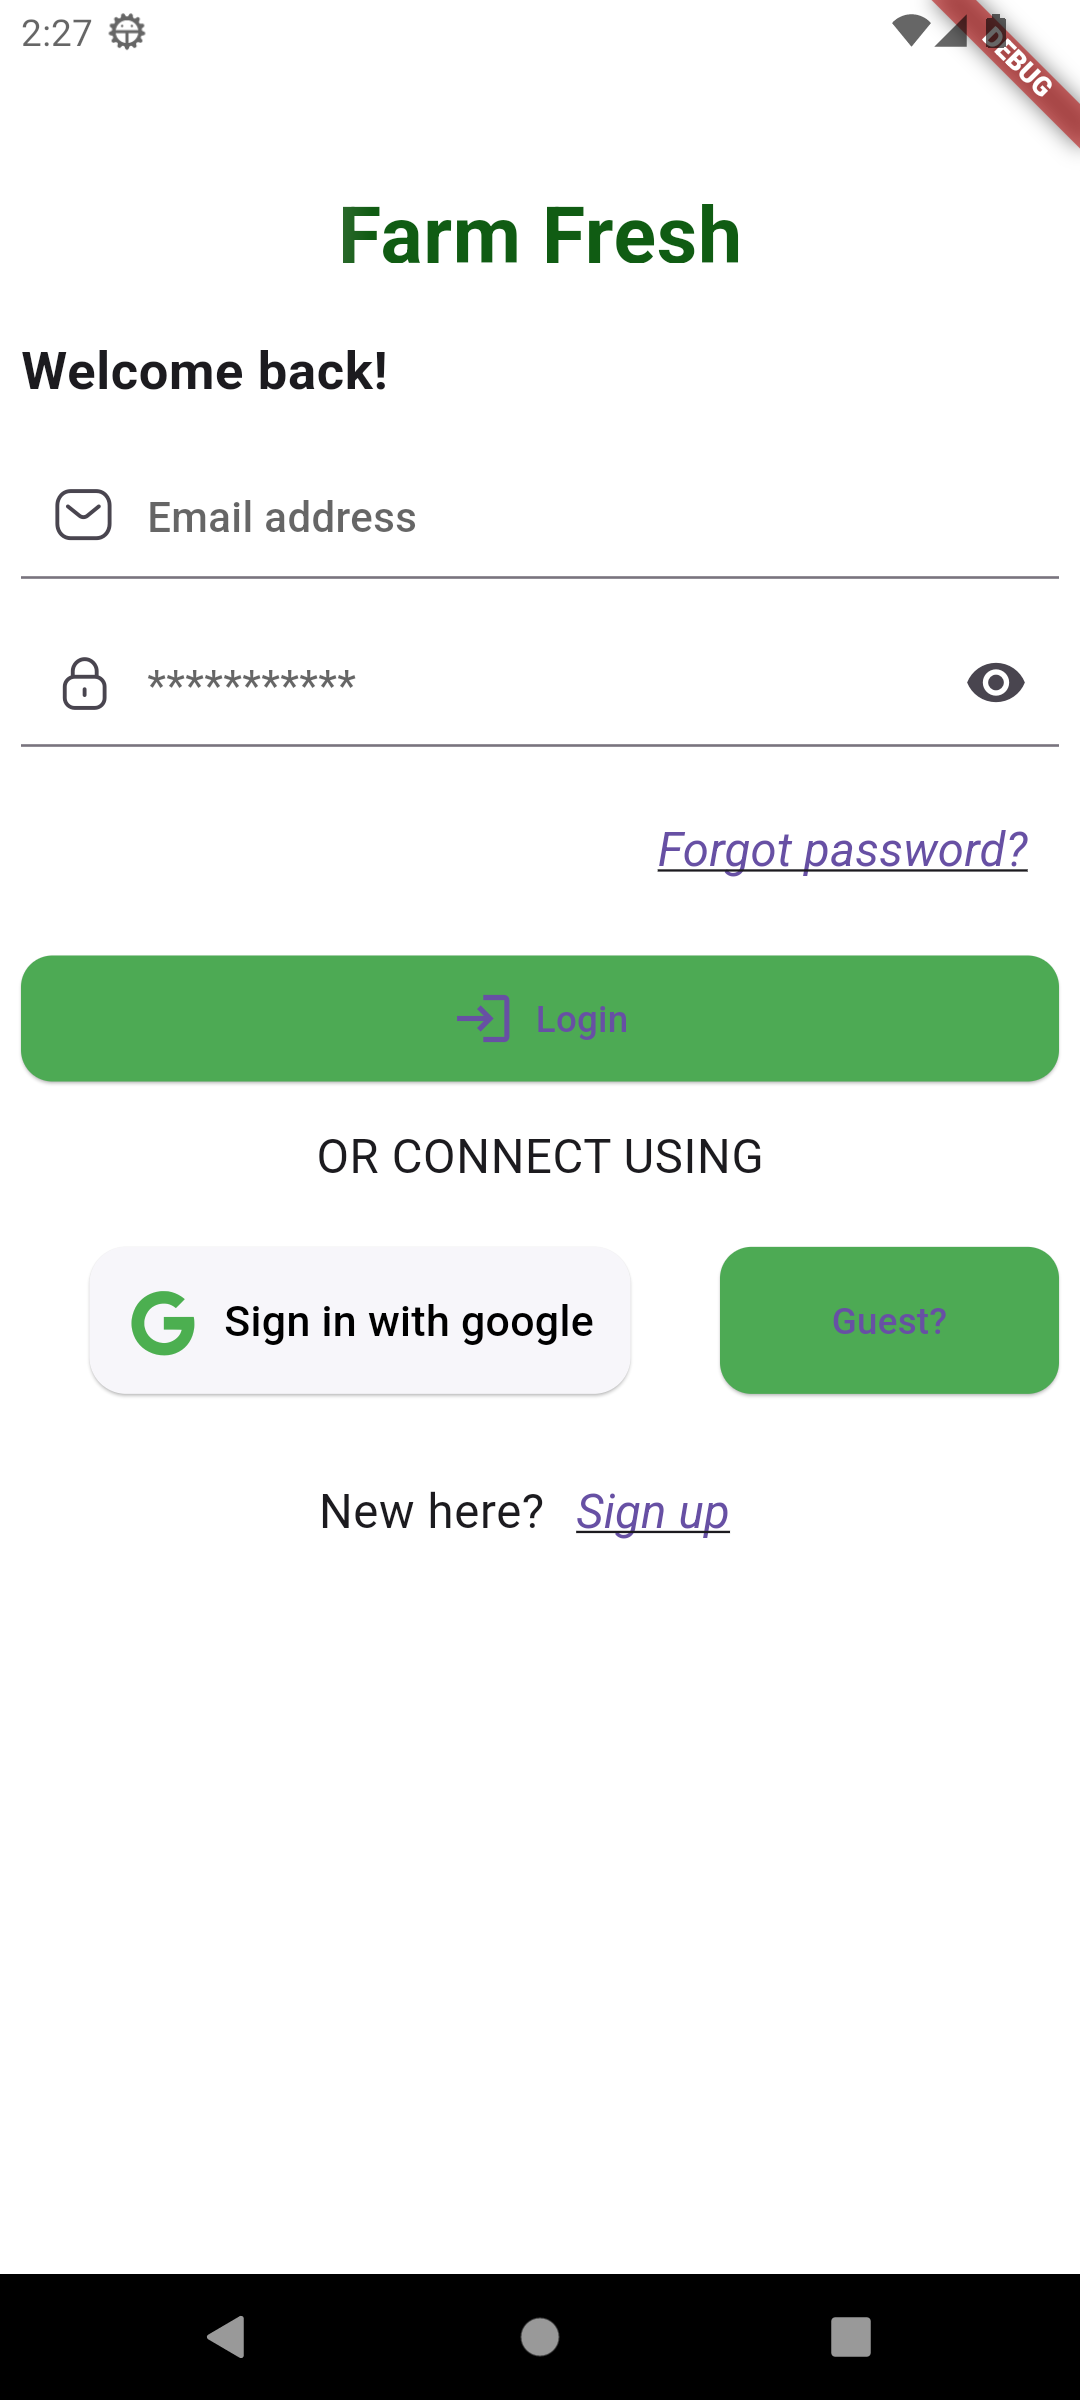 2:27
DEBUG
Farm Fresh
Welcome back!
Email address
***********
Forgot password?
Login
OR CONNECT USING
Sign in with google
Guest?
New here? Sign up